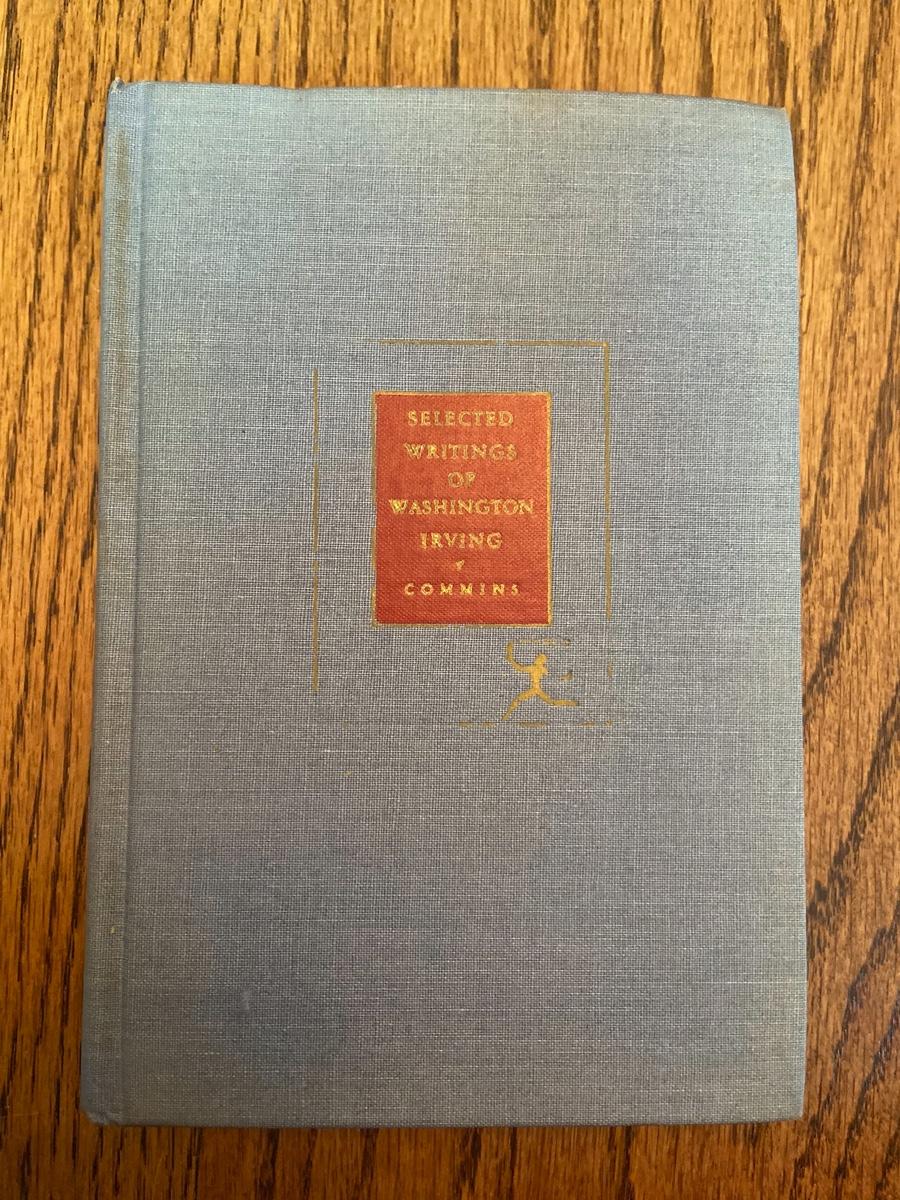 SELECTED
WRITINGS
OF
WASHINGTON
IRVING
COMMINS